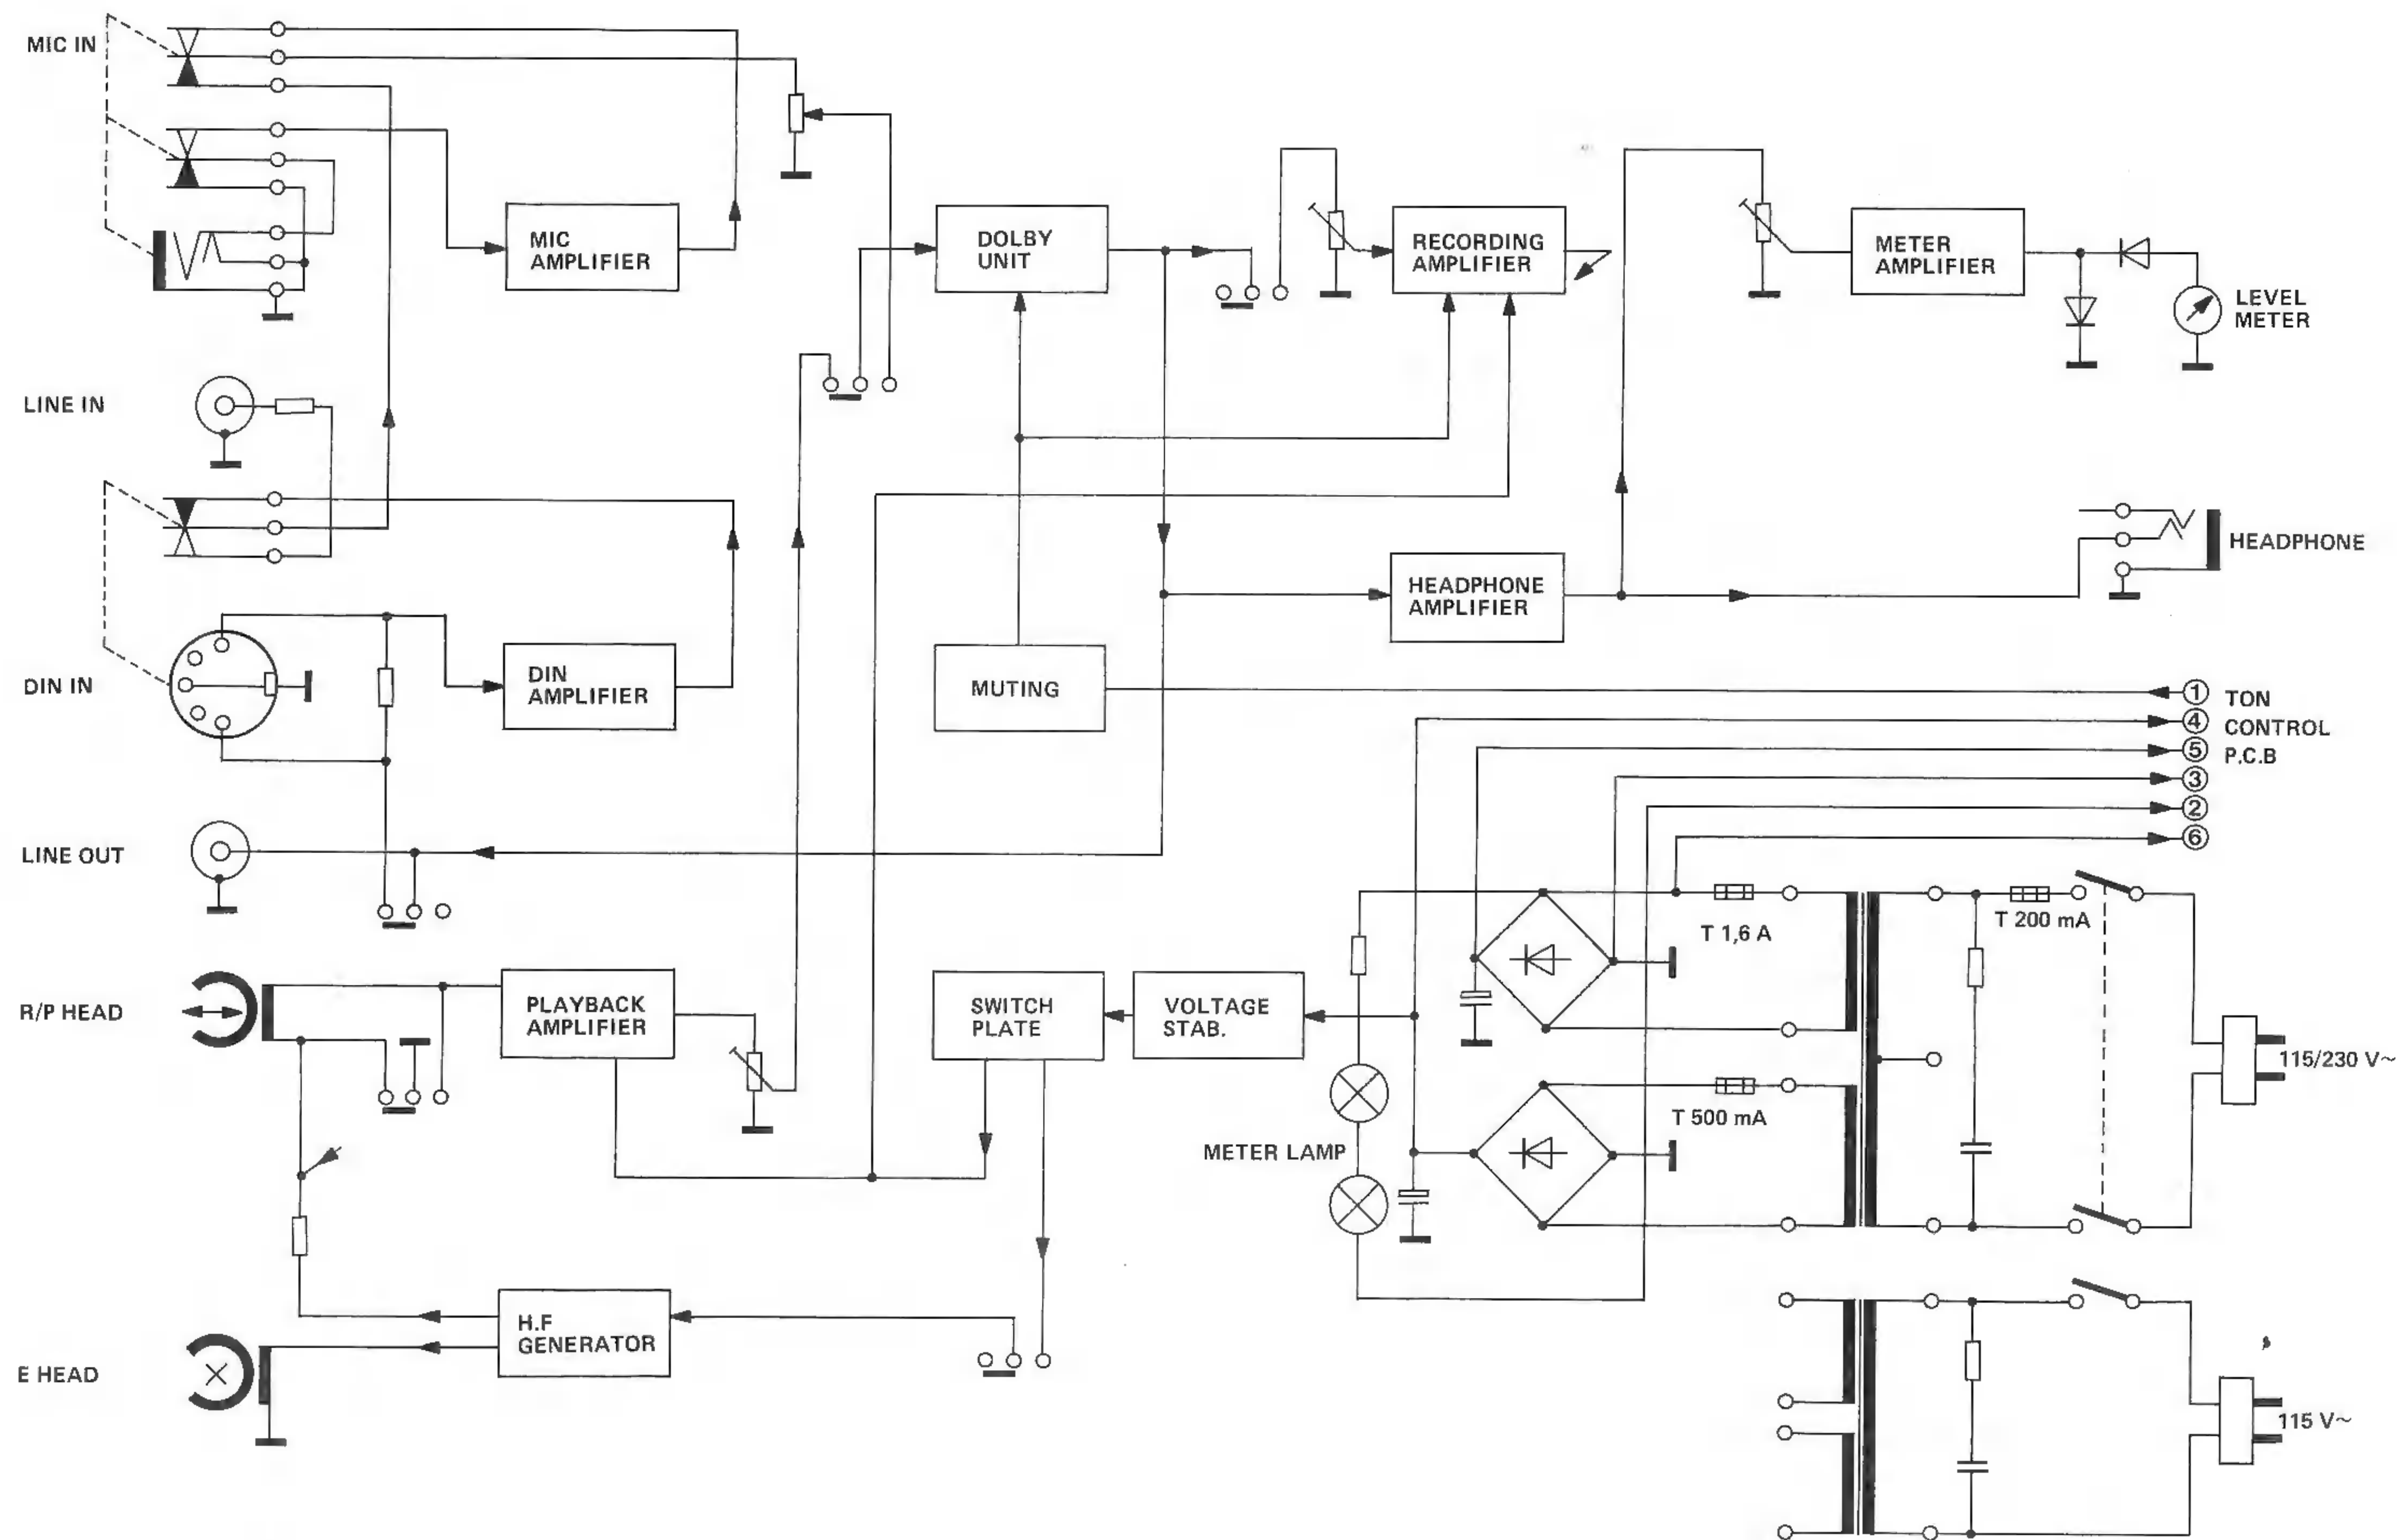 MIC IN
MIC
AMPLIFIER
DOLBY
UNIT
RECORDING
AMPLIFIER
METER
AMPLIFIER
LEVEL
METER
LINE IN
HEADPHONE
HEADPHONE
AMPLIFIER
DIN IN
DIN
AMPLIFIER
MUTING
1 TON
4 CONTROL
5 P.C.B
3
2
6
LINE OUT
T 1,6 A
T 200 mA
R/P HEAD
PLAYBACK
AMPLIFIER
SWITCH
PLATE
VOLTAGE
STAB.
115/230 V~
METER LAMP
T 500 mA
H.F
GENERATOR
E HEAD
115 V~